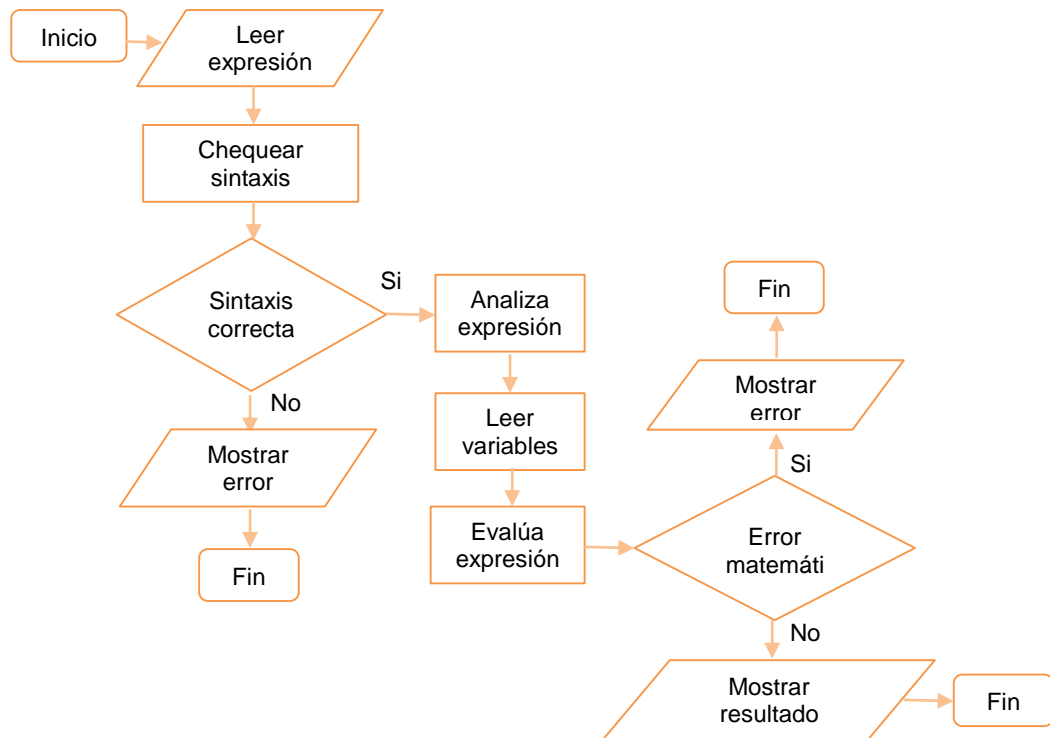 Inicio
Leer
expresión
Chequear
sintaxis
Sintaxis
correcta
Si
No
Mostrar
error
Fin
Analiza
expresión
Leer
variables
Evalúa
expresión
Error
matemáti
Si
Mostrar
error
Fin
No
Mostrar
resultado
Fin